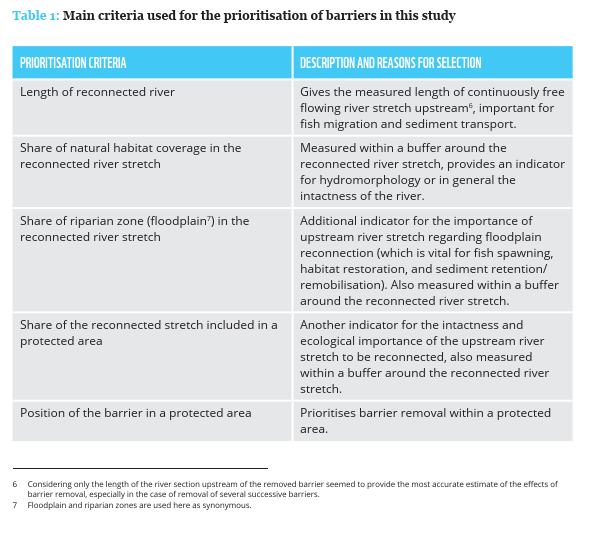 Table 1: Main criteria used for the prioritisation of barriers in this study
PRIORITISATION CRITERIA
DESCRIPTION AND REASONS FOR SELECTION
Length of reconnected river
Gives the measured length of continuously free
flowing river stretch upstream⁶, important for
fish migration and sediment transport.
Share of natural habitat coverage in the
reconnected river stretch
Measured within a buffer around the
reconnected river stretch, provides an indicator
for hydromorphology or in general the
intactness of the river.
Share of riparian zone (floodplain⁷) in the
reconnected river stretch
Additional indicator for the importance of
upstream river stretch regarding floodplain
reconnection (which is vital for fish spawning,
habitat restoration, and sediment retention/
remobilisation). Also measured within a buffer
around the reconnected river stretch.
Share of the reconnected stretch included in a
protected area
Another indicator for the intactness and
ecological importance of the upstream river
stretch to be reconnected, also measured
within a buffer around the reconnected river
stretch.
Position of the barrier in a protected area
Prioritises barrier removal within a protected
area.
6 Considering only the length of the river section upstream of the removed barrier seemed to provide the most accurate estimate of the effects of
barrier removal, especially in the case of removal of several successive barriers.
7 Floodplain and riparian zones are used here as synonymous.